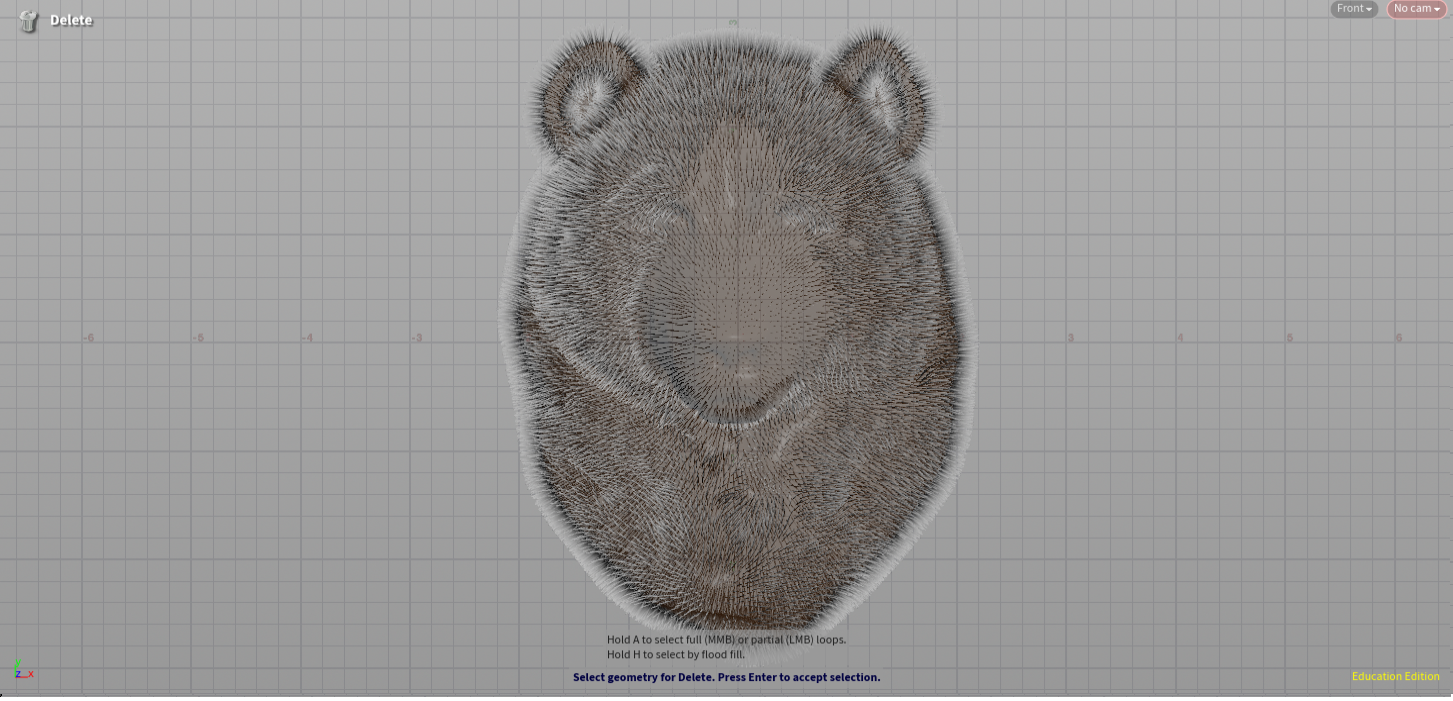 Delete
Front
No cam
3
-6
-5
-4
-3
3
4
5
6
Hold A to select full (MMB) or partial (LMB) loops.
Hold H to select by flood fill.
Select geometry for Delete. Press Enter to accept selection.
Z X
Education Edition